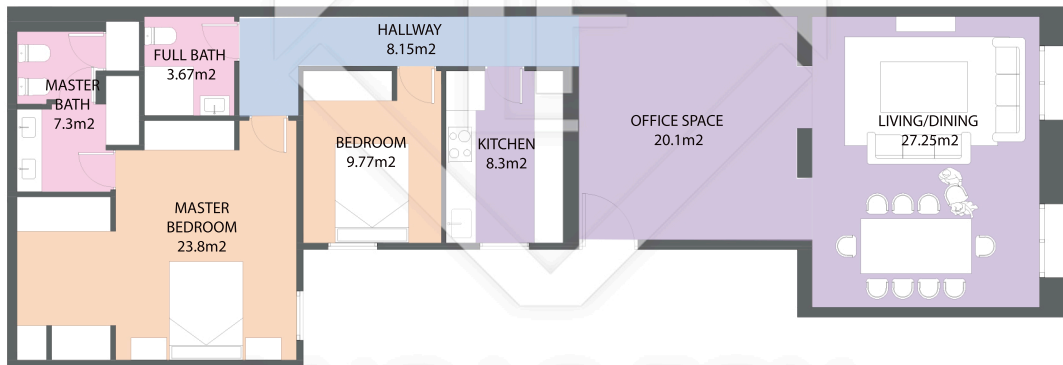 HALLWAY
8.15m2
FULL BATH
3.67m2
MASTER
BATH
7.3m2
BEDROOM
9.77m2
KITCHEN
8.3m2
OFFICE SPACE
20.1m2
LIVING/DINING
27.25m2
MASTER
BEDROOM
23.8m2